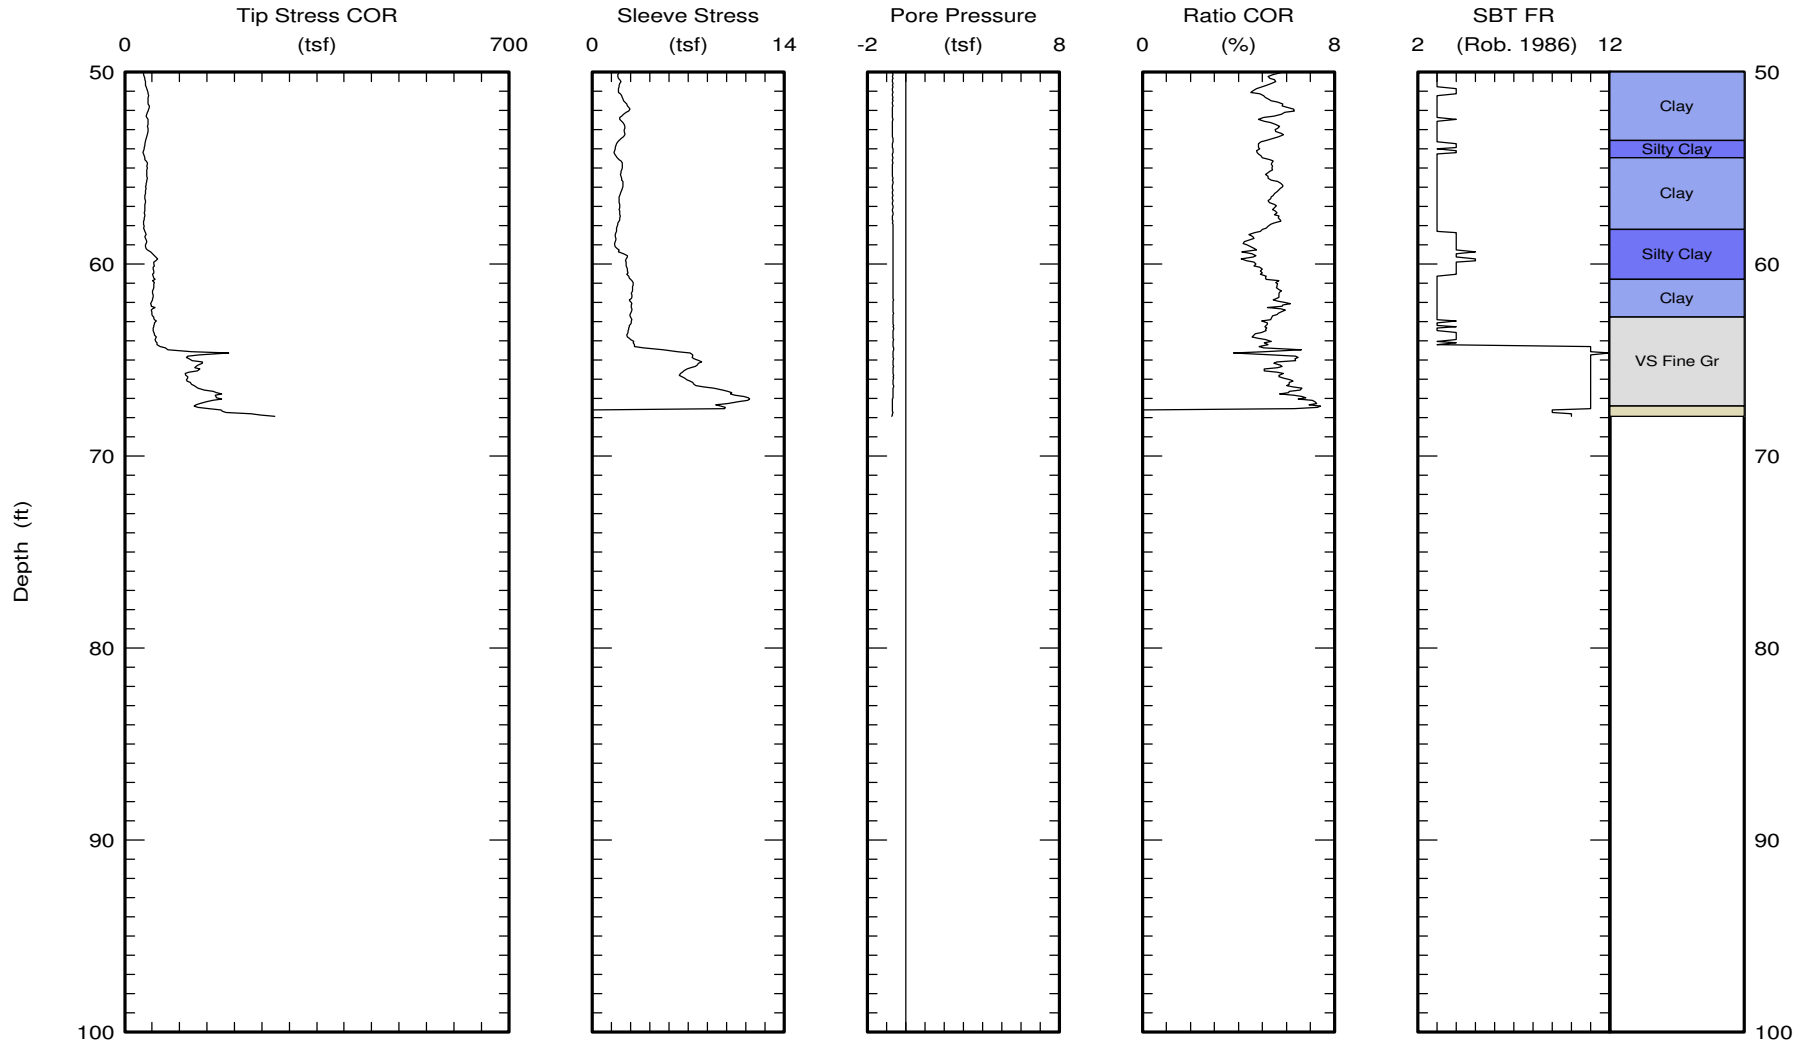 Tip Stress COR Sleeve Stress Pore Pressure Ratio COR SBT FR
0 (tsf) 700 0 (tsf) 14 -2 (tsf) 8 0 (%) 8 2 (Rob. 1986) 12
50 50
Clay
Silty Clay
Clay
Silty Clay
60 60
Clay
VS Fine Gr
70 70
Depth (ft)
80 80
90 90
100 100